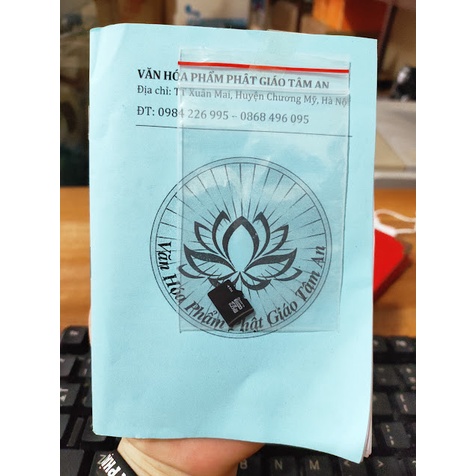 VĂN HÓA PHẨM PHẬT GIÁO TÂM AN
Địa chỉ: TT Xuân Mai, Huyện Chương Mỹ, Hà Nội
ĐT: 0984 226 995 – 0868 496 095
Văn Hóa Phẩm Phật Giáo Tâm An